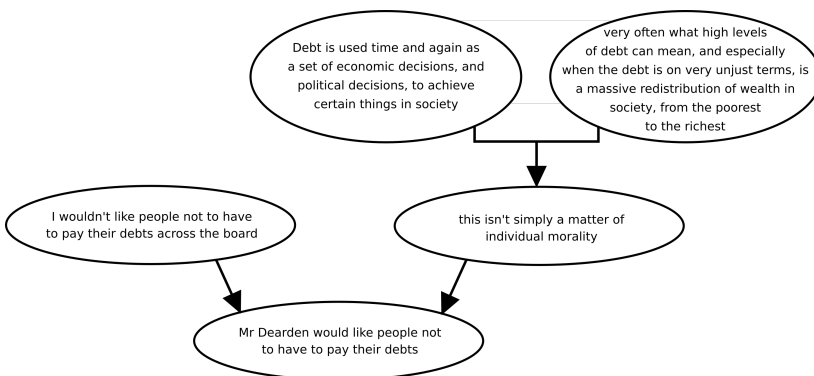 Debt is used time and again as
a set of economic decisions, and
political decisions, to achieve
certain things in society
very often what high levels
of debt can mean, and especially
when the debt is on very unjust terms, is
a massive redistribution of wealth in
society, from the poorest
to the richest
I wouldn't like people not to have
to pay their debts across the board
this isn't simply a matter of
individual morality
Mr Dearden would like people not
to have to pay their debts